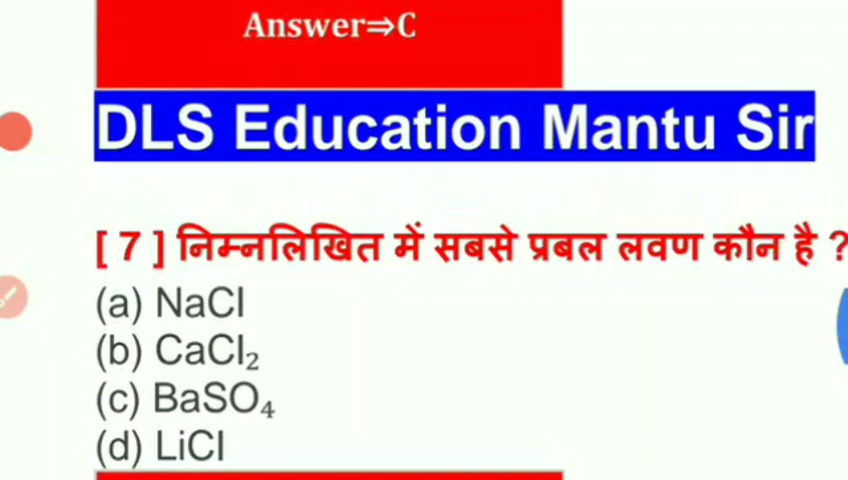 Answer⇒C
DLS Education Mantu Sir
[ 7 ] निम्नलिखित में सबसे प्रबल लवण कौन है ?
(a) NaCl
(b) CaCl₂
(c) BaSO₄
(d) LiCl